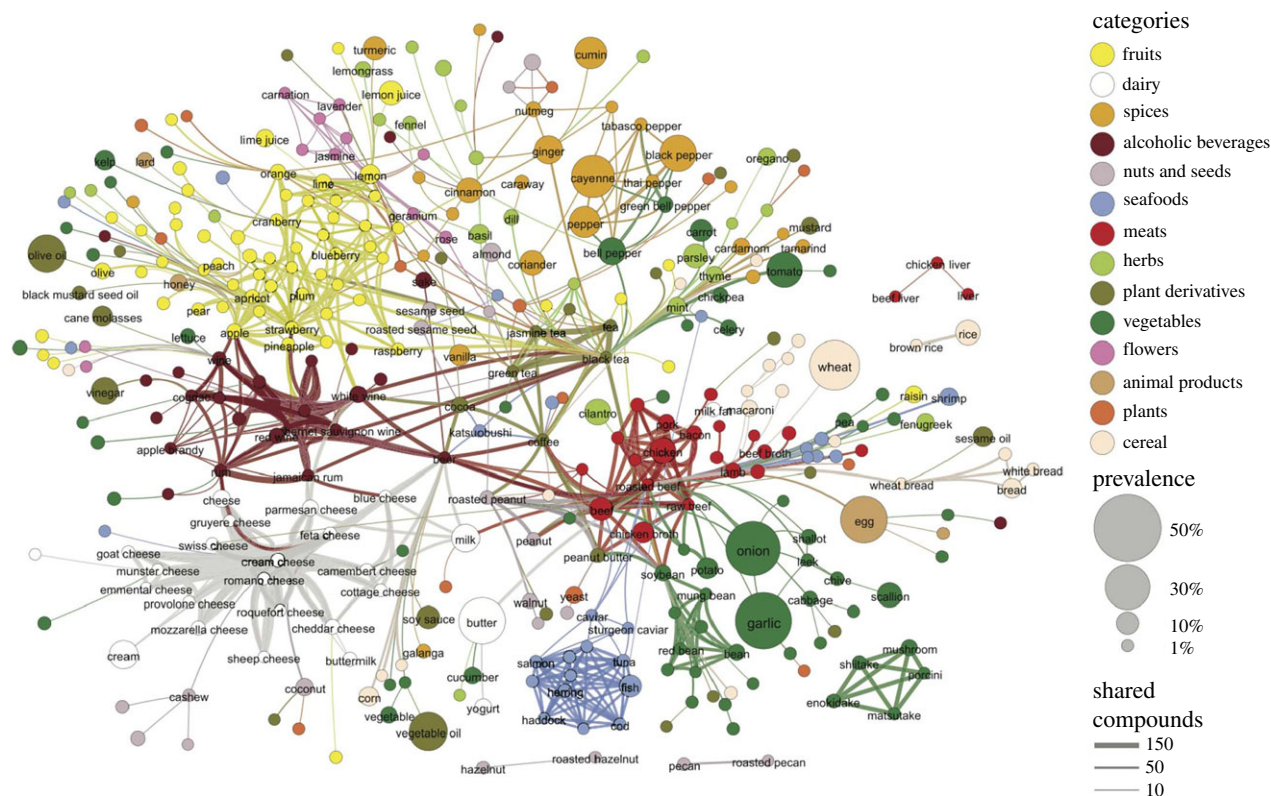 categories
fruits
dairy
spices
alcoholic beverages
nuts and seeds
seafoods
meats
herbs
plant derivatives
vegetables
flowers
animal products
plants
cereal
prevalence
50%
30%
10%
1%
shared
compounds
150
50
10
turmeric
cumin
lemongrass
carnation
lemon juice
lavender
nutmeg
fennel
tabasco pepper
lime juice
kelp
lard
jasmine
ginger
black pepper
oregano
orange
lime
lemon
cinnamon
caraway
cayenne
thai pepper
green bell pepper
cranberry
geranium
dill
pepper
carrot
mustard
rose
basil
cardamom
tamarind
olive oil
blueberry
almond
bell pepper
parsley
olive
peach
coriander
thyme
tomato
chicken liver
honey
sake
black mustard seed oil
apricot
plum
chickpea
beef liver
liver
pear
sesame seed
mint
cane molasses
lettuce
apple
strawberry
roasted sesame seed
jasmine tea
tea
celery
rice
pineapple
raspberry
vanilla
black tea
brown rice
wine
green tea
wheat
vinegar
cognac
white wine
cocoa
cilantro
milk fat
macaroni
raisin
shrimp
pea
fenugreek
red wine
cabernet sauvignon wine
katsuobushi
pork
bacon
sesame oil
apple brandy
coffee
chicken
beef broth
rum
jamaican rum
beer
lamb
white bread
roasted beef
wheat bread
bread
cheese
blue cheese
roasted peanut
raw beef
parmesan cheese
beef
egg
gruyere cheese
feta cheese
chicken broth
swiss cheese
milk
peanut
onion
shallot
goat cheese
cream cheese
peanut butter
leek
munster cheese
romano cheese
camembert cheese
soybean
potato
chive
emmental cheese
cottage cheese
provolone cheese
walnut
yeast
mung bean
cabbage
scallion
roquefort cheese
caviar
mozzarella cheese
cheddar cheese
soy sauce
butter
sturgeon caviar
garlic
cream
sheep cheese
buttermilk
galanga
salmon
tuna
red bean
bean
mushroom
shiitake
porcini
cashew
coconut
corn
cucumber
herring
fish
enokidake
matsutake
vegetable
yogurt
haddock
cod
vegetable oil
hazelnut
roasted hazelnut
pecan
roasted pecan